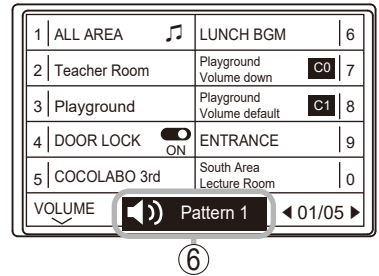 1 ALL AREA LUNCH BGM 6
2 Teacher Room Playground Volume down C0 7
3 Playground Playground Volume default C1 8
4 DOOR LOCK ON ENTRANCE 9
5 COCOLABO 3rd South Area Lecture Room 0
VOLUME Pattern 1 01/05
⑥